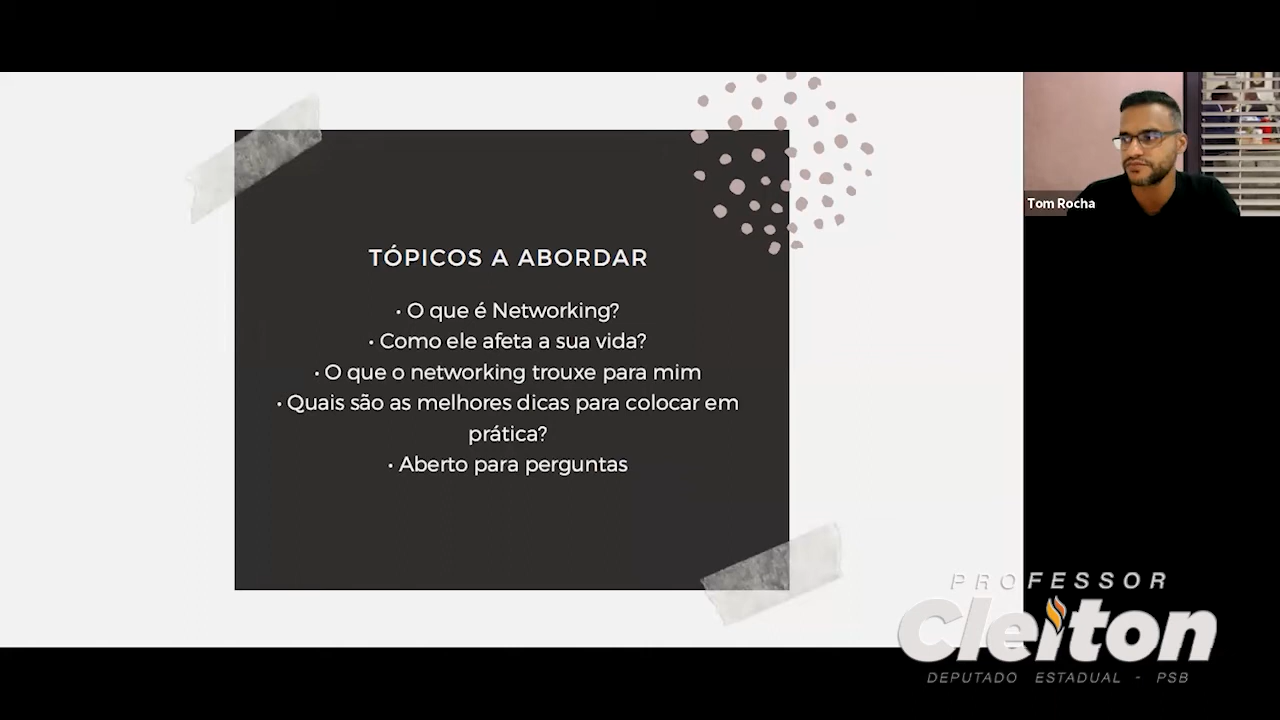 TÓPICOS A ABORDAR
• O que é Networking?
• Como ele afeta a sua vida?
• O que o networking trouxe para mim
• Quais são as melhores dicas para colocar em
prática?
• Aberto para perguntas
Tom Rocha
PROFESSOR
Cleiton
DEPUTADO ESTADUAL - PSB